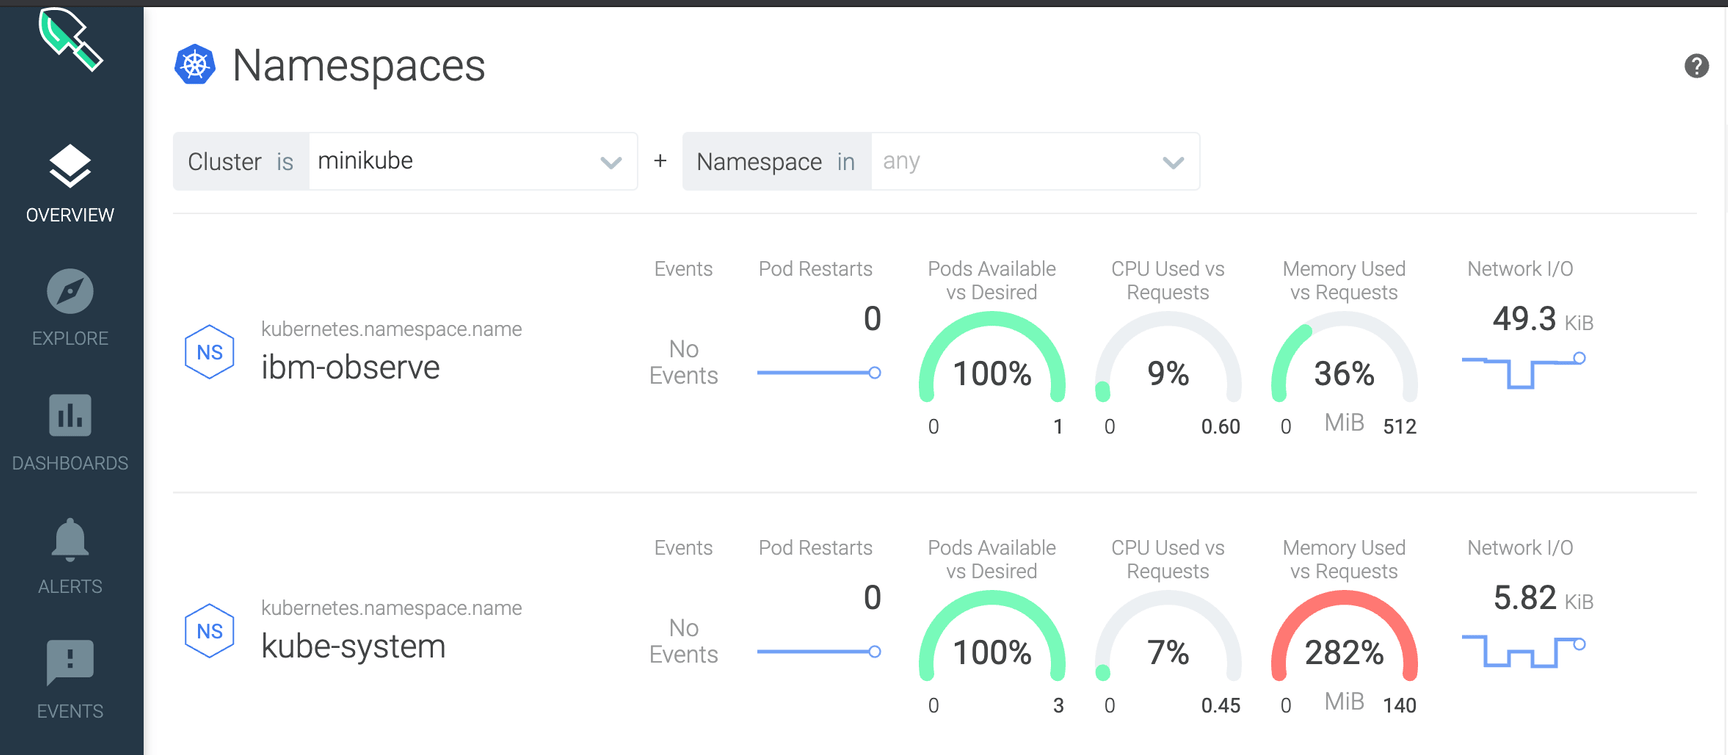 Namespaces
?
Cluster is minikube + Namespace in any
OVERVIEW
EXPLORE
DASHBOARDS
ALERTS
EVENTS
Events
Pod Restarts
Pods Available
vs Desired
CPU Used vs
Requests
Memory Used
vs Requests
Network I/O
NS
kubernetes.namespace.name
ibm-observe
No
Events
0
100%
0 1
9%
0 0.60
36%
0 MiB 512
49.3 KiB
Events
Pod Restarts
Pods Available
vs Desired
CPU Used vs
Requests
Memory Used
vs Requests
Network I/O
NS
kubernetes.namespace.name
kube-system
No
Events
0
100%
0 3
7%
0 0.45
282%
0 MiB 140
5.82 KiB